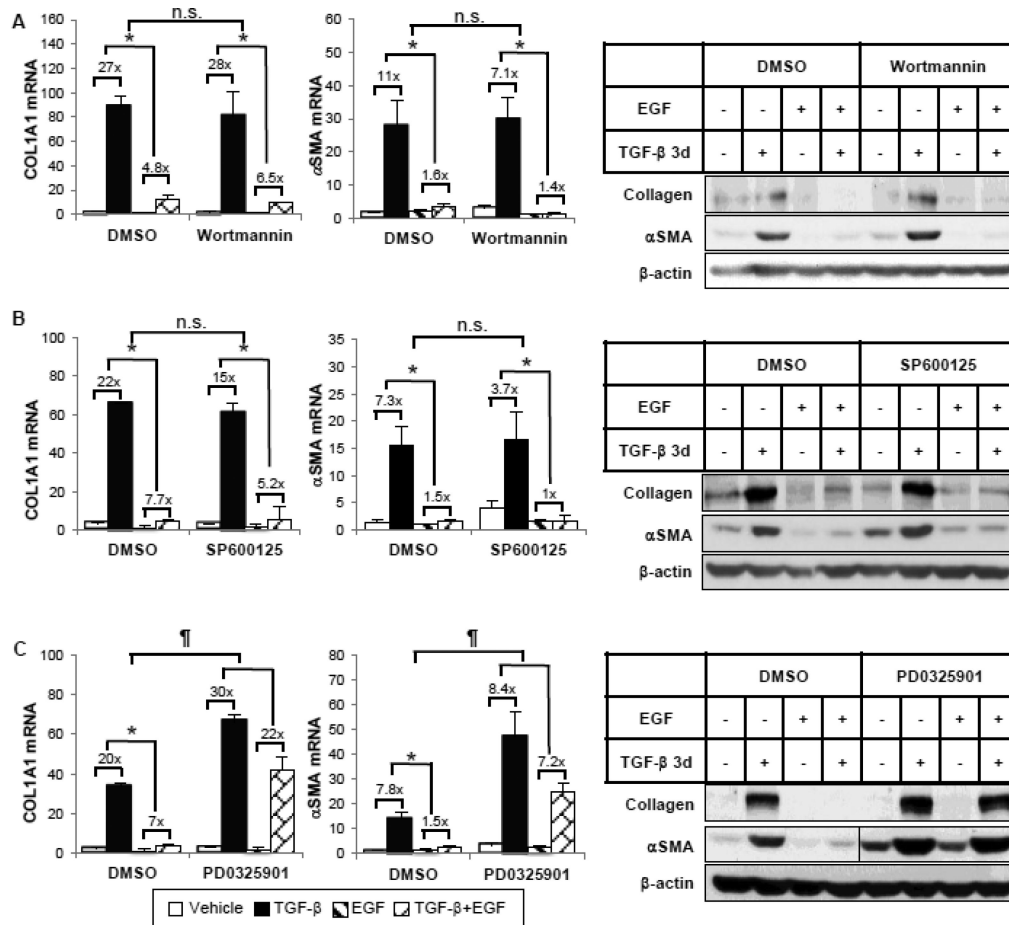 A
n.s.
COL1A1 mRNA
160
140
120
100
80
60
40
20
0
*
*
27x
4.8x
28x
6.5x
DMSO
Wortmannin
n.s.
αSMA mRNA
60
50
40
30
20
10
0
*
*
11x
1.6x
7.1x
1.4x
DMSO
Wortmannin
DMSO Wortmannin
EGF - - + + - - + +
TGF-β 3d - + - + - + - +
Collagen
αSMA
β-actin
B
n.s.
COL1A1 mRNA
100
80
60
40
20
0
*
*
22x
7.7x
15x
5.2x
DMSO
SP600125
n.s.
αSMA mRNA
35
30
25
20
15
10
5
0
*
*
7.3x
1.5x
3.7x
1x
DMSO
SP600125
DMSO SP600125
EGF - - + + - - + +
TGF-β 3d - + - + - + - +
Collagen
αSMA
β-actin
C
¶
COL1A1 mRNA
100
80
60
40
20
0
*
20x
7x
30x
22x
DMSO
PD0325901
¶
αSMA mRNA
70
60
50
40
30
20
10
0
*
7.8x
1.5x
8.4x
7.2x
DMSO
PD0325901
DMSO PD0325901
EGF - - + + - - + +
TGF-β 3d - + - + - + - +
Collagen
αSMA
β-actin
Vehicle TGF-β EGF TGF-β+EGF